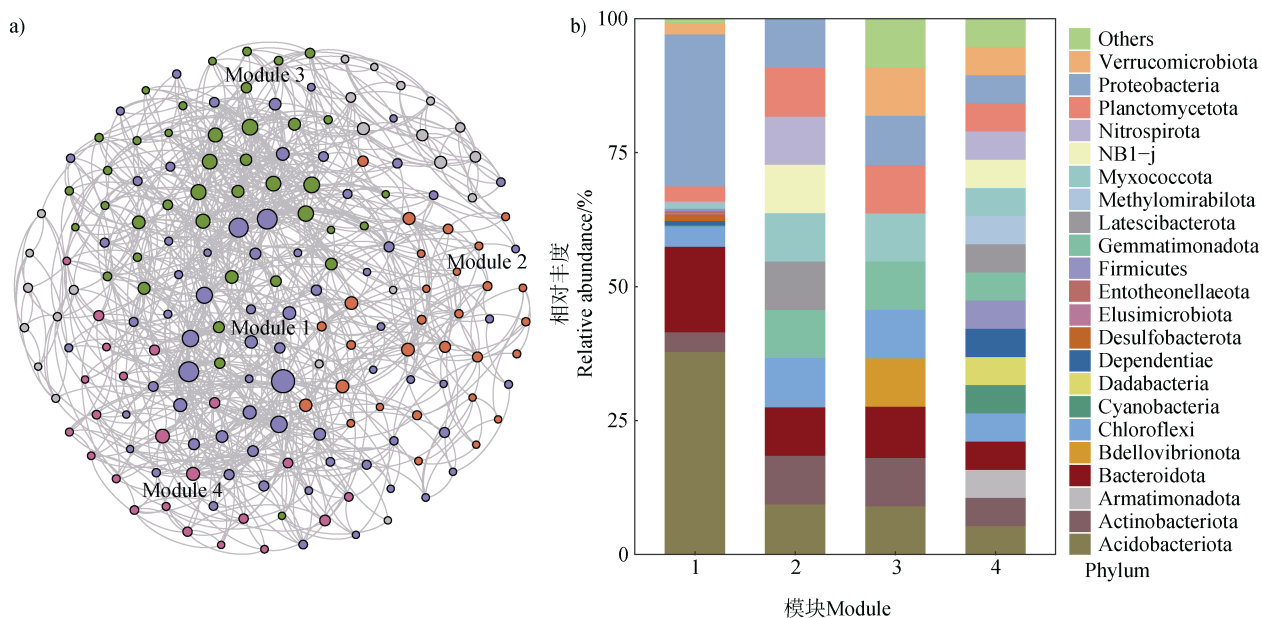 a)
Module 3
Module 2
Module 1
Module 4
b)
相对丰度
Relative abundance/%
100
75
50
25
0
1 2 3 4
模块Module
Others
Verrucomicrobiota
Proteobacteria
Planctomycetota
Nitrospirota
NB1-j
Myxococcota
Methylomirabilota
Latescibacterota
Gemmatimonadota
Firmicutes
Entotheonellaeota
Elusimicrobiota
Desulfobacterota
Dependentiae
Dadabacteria
Cyanobacteria
Chloroflexi
Bdellovibrionota
Bacteroidota
Armatimonadota
Actinobacteriota
Acidobacteriota
Phylum